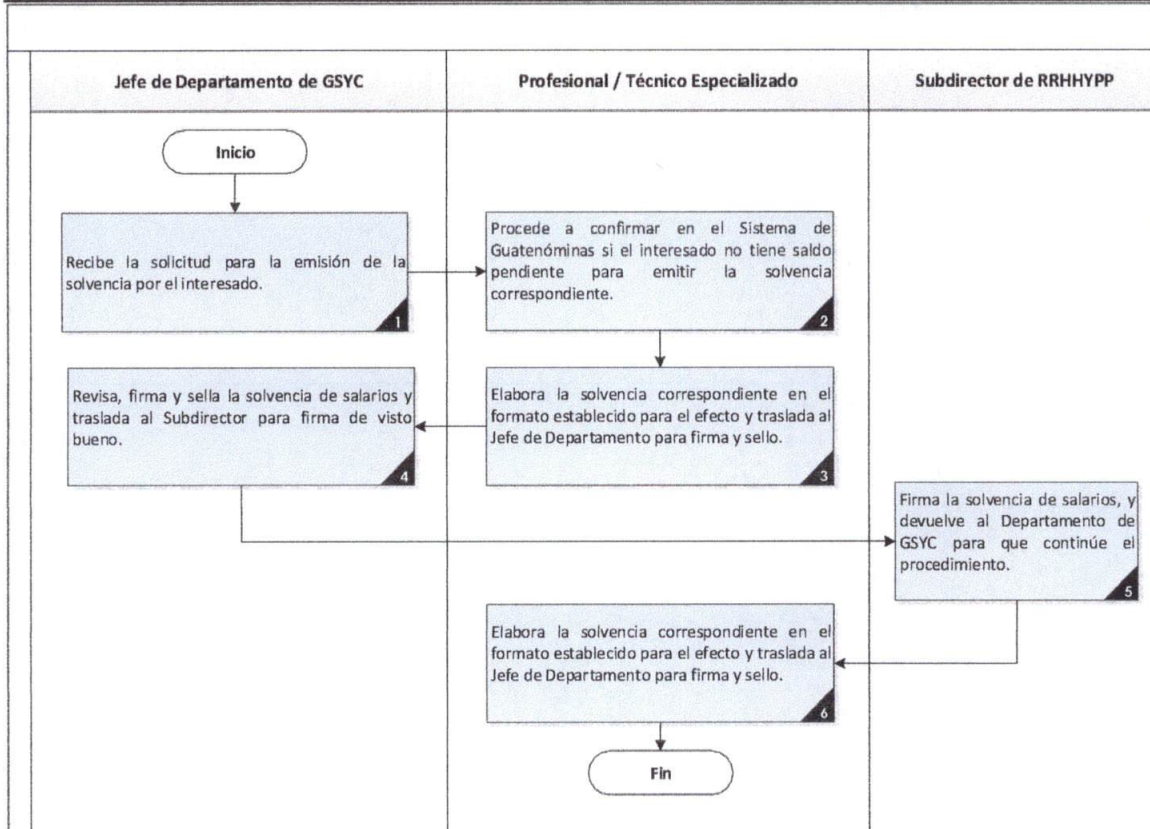 Jefe de Departamento de GSYC
Profesional / Técnico Especializado
Subdirector de RRHHYPP
Inicio
Recibe la solicitud para la emisión de la
solvencia por el interesado.
1
Procede a confirmar en el Sistema de
Guatenóminas si el interesado no tiene saldo
pendiente para emitir la solvencia
correspondiente.
2
Elabora la solvencia correspondiente en el
formato establecido para el efecto y traslada al
Jefe de Departamento para firma y sello.
3
Revisa, firma y sella la solvencia de salarios y
traslada al Subdirector para firma de visto
bueno.
4
Firma la solvencia de salarios, y
devuelve al Departamento de
GSYC para que continúe el
procedimiento.
5
Elabora la solvencia correspondiente en el
formato establecido para el efecto y traslada al
Jefe de Departamento para firma y sello.
6
Fin